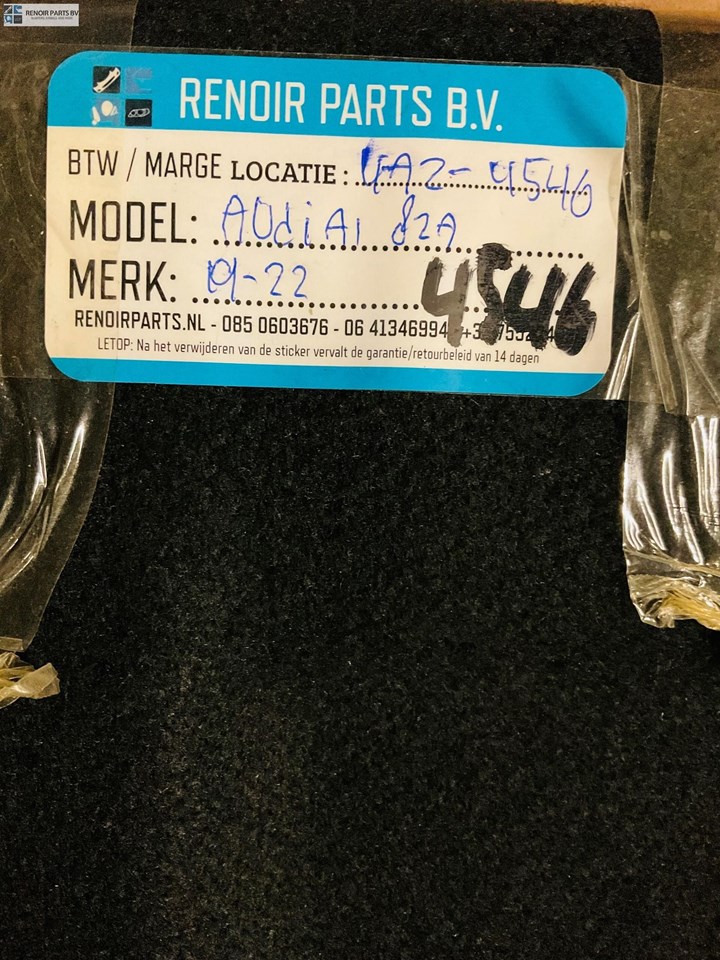 RENOIR PARTS BV
RENOIR PARTS B.V.
BTW / MARGE LOCATIE : 4A2-4546
MODEL: AUdi A1 82A
MERK: 19-22
4546
RENOIRPARTS.NL - 085 0603676 - 06 41346994
LETOP: Na het verwijderen van de sticker vervalt de garantie/retourbeleid van 14 dagen